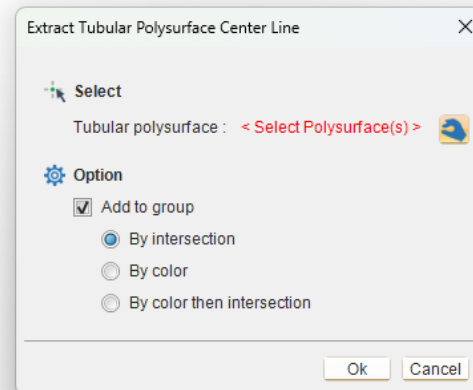 Extract Tubular Polysurface Center Line
Select
Tubular polysurface : < Select Polysurface(s) >
Option
Add to group
By intersection
By color
By color then intersection
Ok Cancel